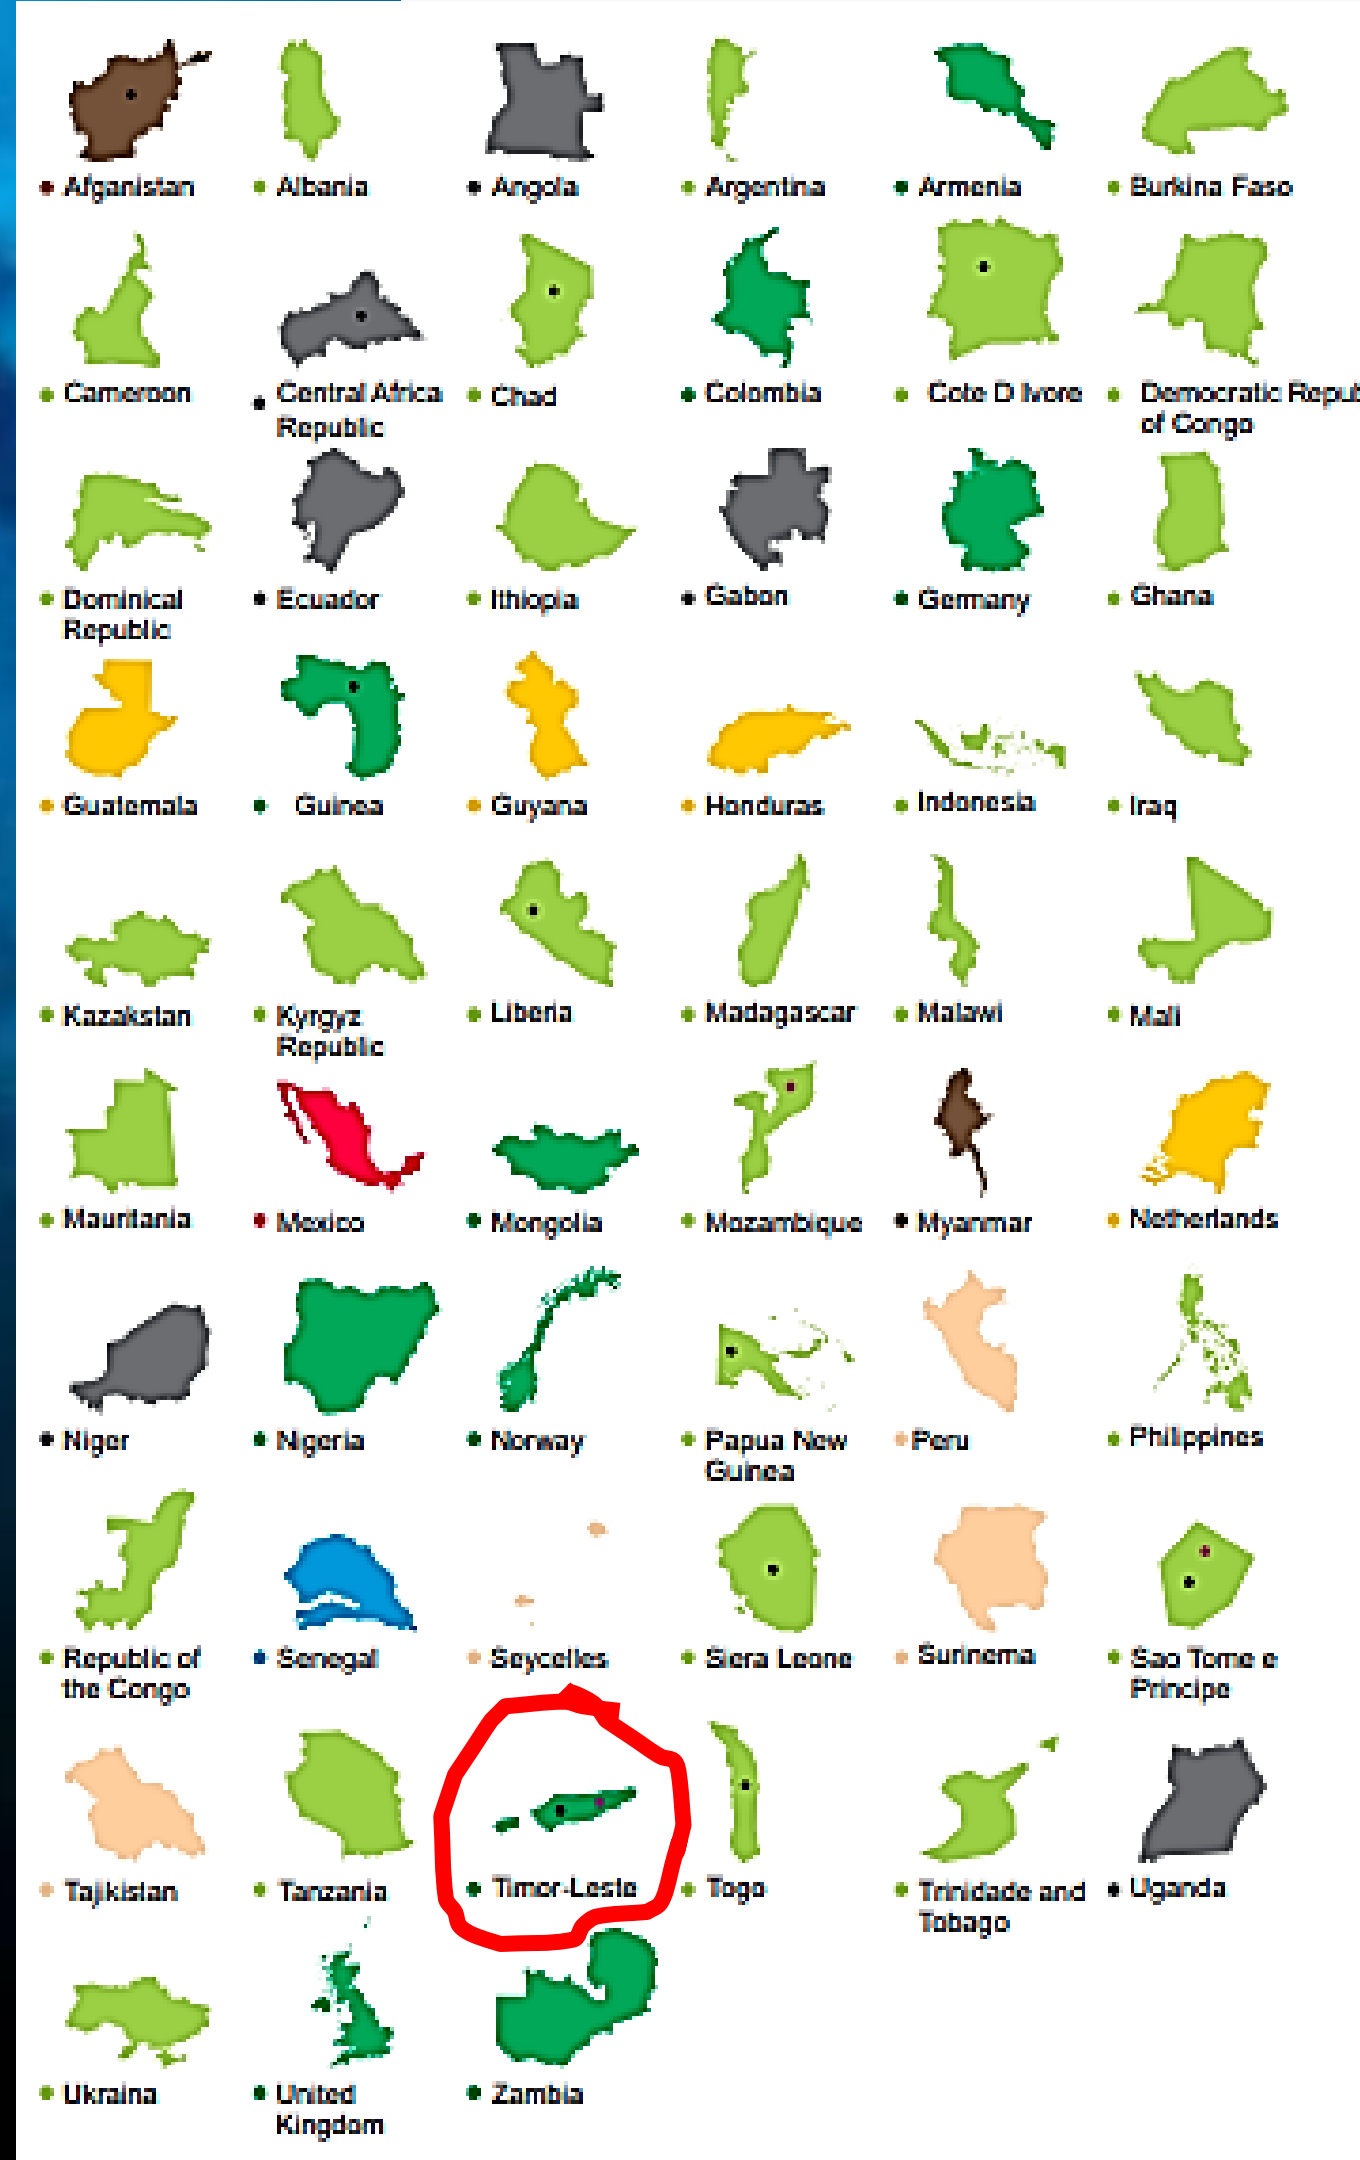 Afganistan
Albania
Angola
Argentina
Armenia
Burkina Faso
Cameroon
Central Africa
Republic
Chad
Colombia
Cote D Ivore
Democratic Repub
of Congo
Dominical
Republic
Ecuador
Ithiopia
Gabon
Germany
Ghana
Guatemala
Guinea
Guyana
Honduras
Indonesia
Iraq
Kazakstan
Kyrgyz
Republic
Liberia
Madagascar
Malawi
Mali
Mauritania
Mexico
Mongolia
Mozambique
Myanmar
Netherlands
Niger
Nigeria
Norway
Papua New
Guinea
Peru
Philippines
Republic of
the Congo
Senegal
Seycelles
Siera Leone
Surinema
Sao Tome e
Principe
Tajikistan
Tanzania
Timor-Leste
Togo
Trinidade and
Tobago
Uganda
Ukraina
United
Kingdom
Zambia